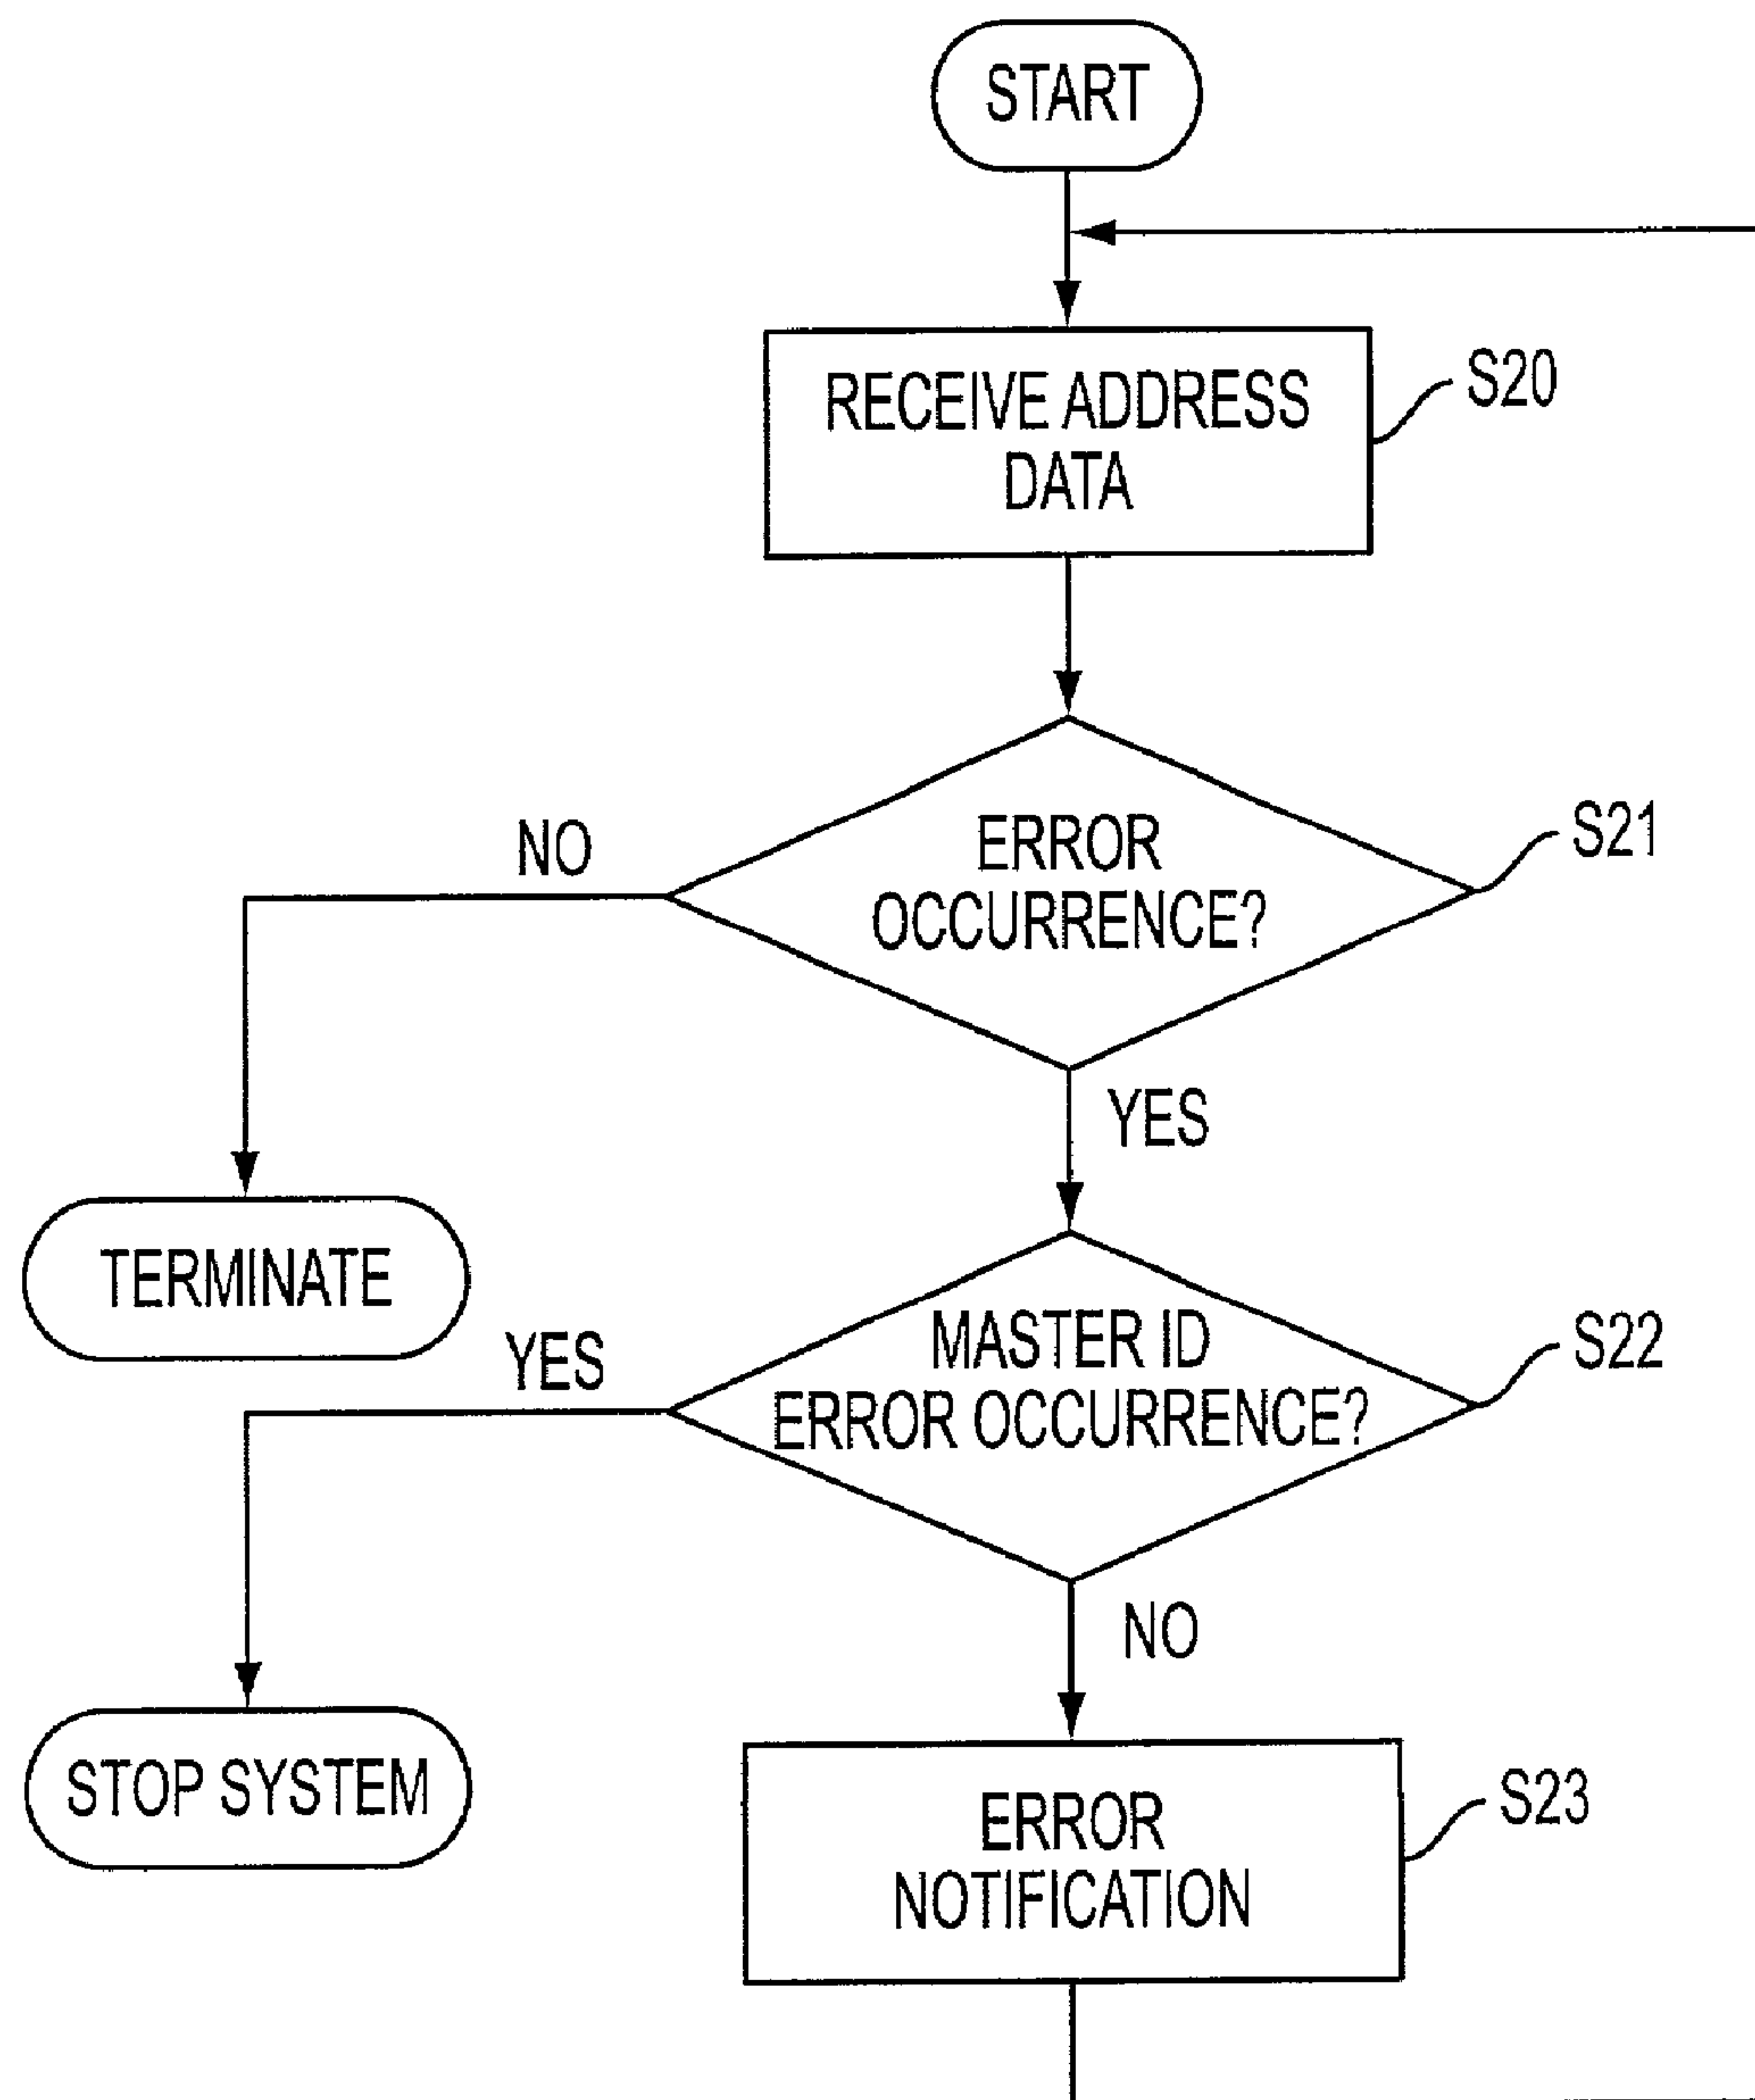 START
RECEIVE ADDRESS
DATA
S20
ERROR
OCCURRENCE?
S21
NO
YES
TERMINATE
MASTER ID
ERROR OCCURRENCE?
S22
YES
NO
STOP SYSTEM
ERROR
NOTIFICATION
S23